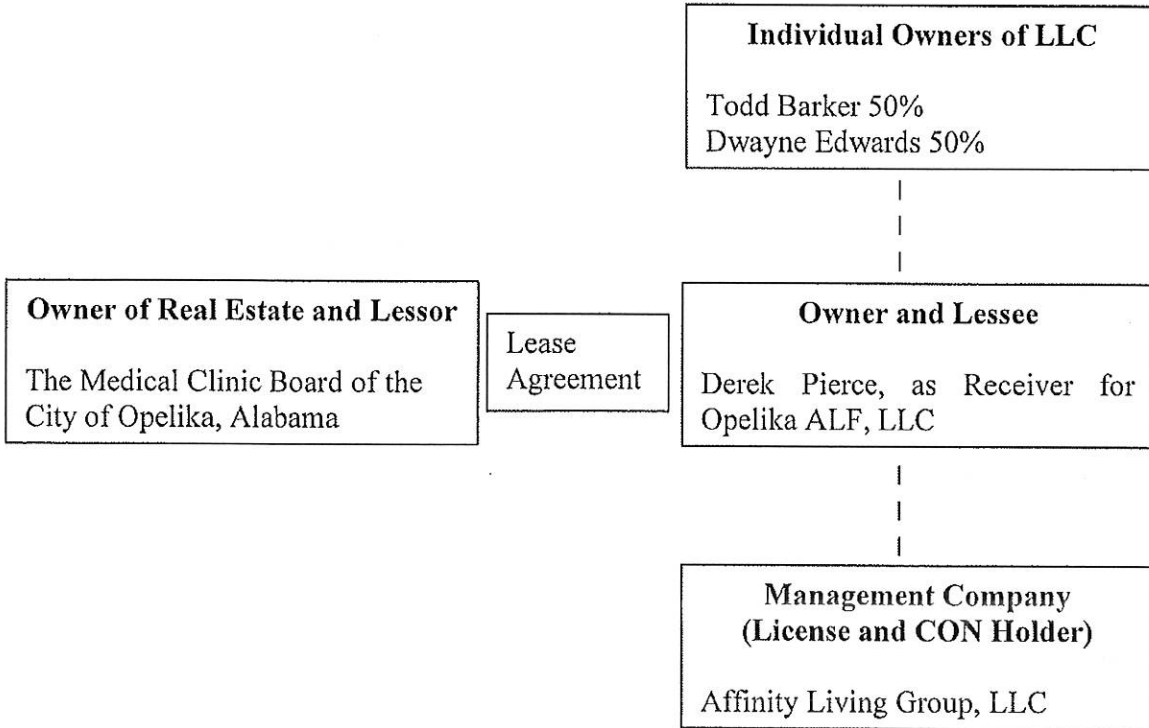 Individual Owners of LLC
Todd Barker 50%
Dwayne Edwards 50%
Owner of Real Estate and Lessor
The Medical Clinic Board of the
City of Opelika, Alabama
Lease
Agreement
Owner and Lessee
Derek Pierce, as Receiver for
Opelika ALF, LLC
Management Company
(License and CON Holder)
Affinity Living Group, LLC